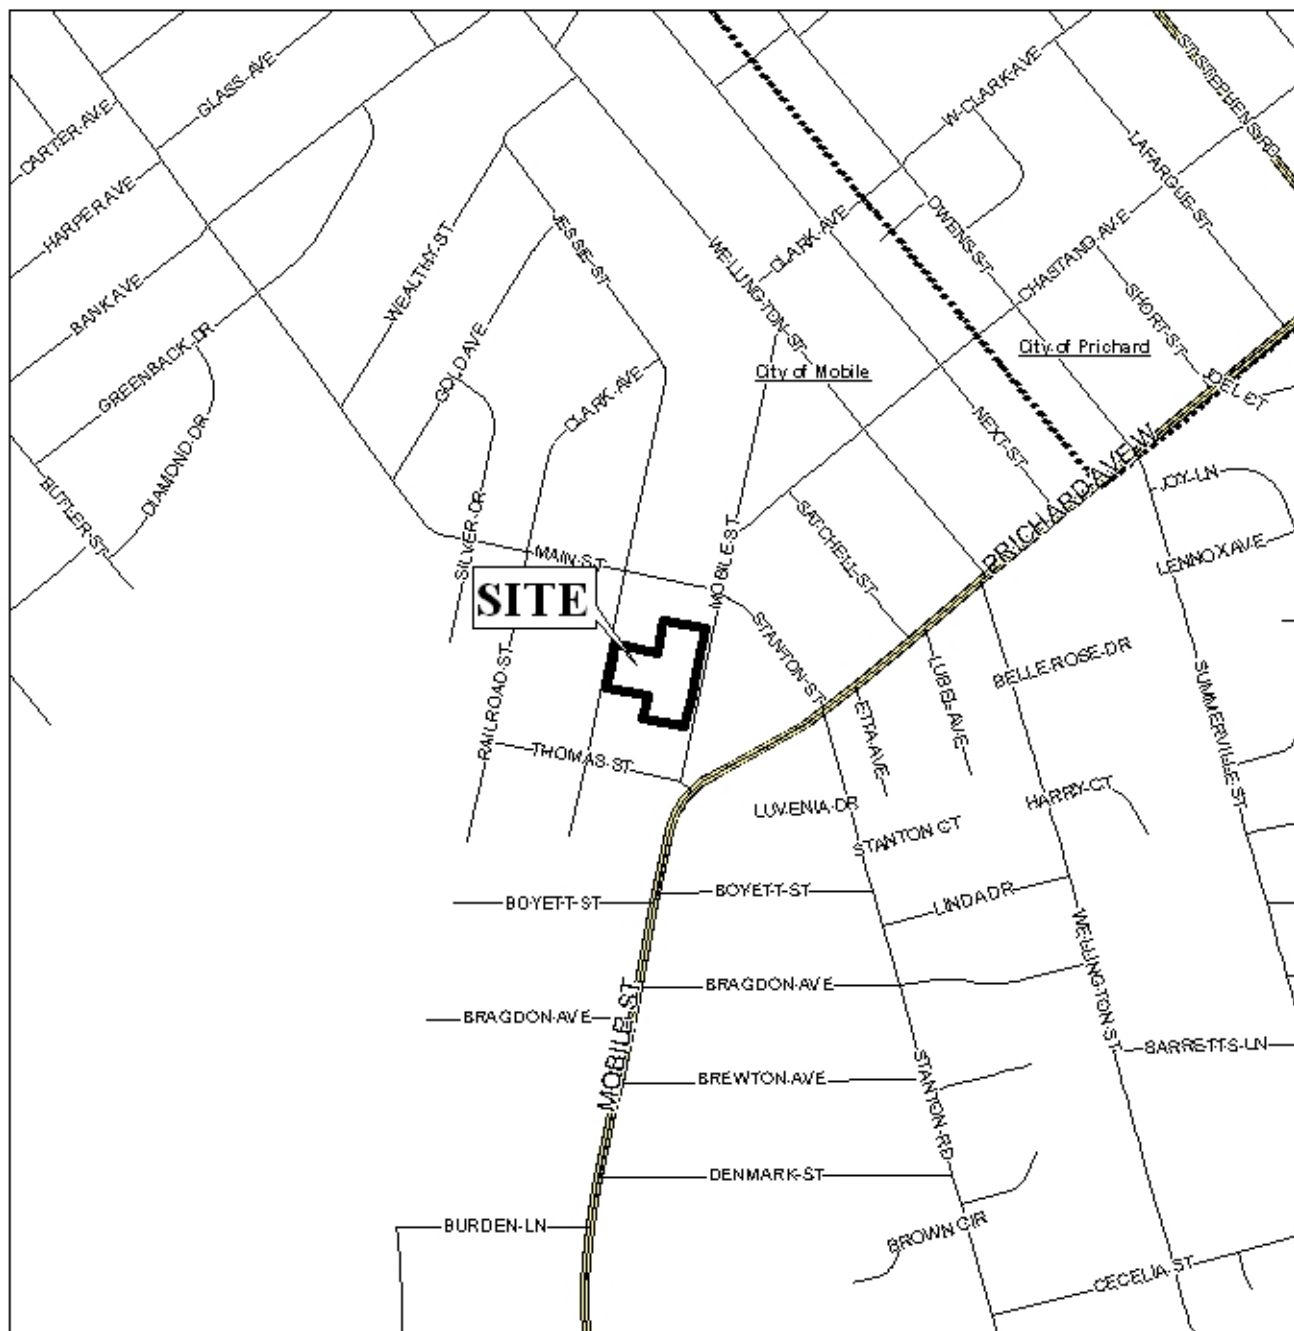 ST STEPHENS RD
GLASS AVE
W CLARK AVE
CARTER AVE
LAFARGUE ST
HARPER AVE
OWENS ST
WEALTHY ST
JESSIE ST
WELLINGTON ST
CLARK AVE
CHASTAND AVE
BANK AVE
SHORT ST
GREENBACK DR
GOLD AVE
City of Prichard
City of Mobile
CLARK AVE
JOEL CT
DIAMOND DR
NEXT ST
PRICHARD AVE W
BUTLER ST
JOY LN
SILVER DR
MAIN ST
MOBILE ST
SATCHELL ST
LENNOX AVE
SITE
STANTON ST
BELLE ROSE DR
LUBEL AVE
RAILROAD ST
ETTA AVE
SUMMERVILLE ST
THOMAS ST
LUVENIA DR
HARRY CT
STANTON CT
BOYETT ST
BOYETT ST
LINDA DR
WELLINGTON ST
BRAGDON AVE
BRAGDON AVE
MOBILE ST
BARRETTS LN
BREWTON AVE
STANTON RD
DENMARK ST
BURDEN LN
BROWN CIR
CECELIA ST